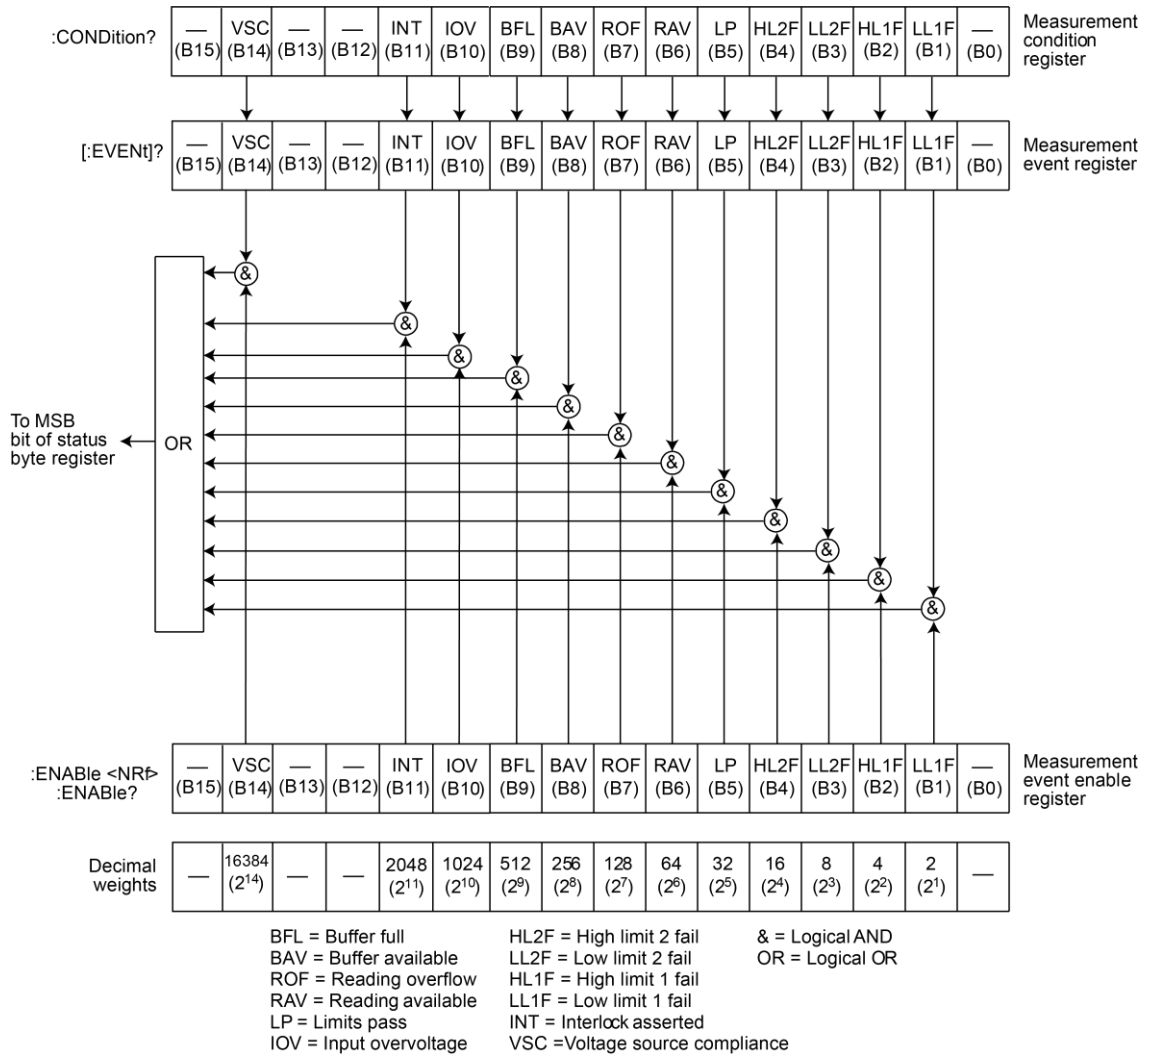 :CONDition?
— (B15) VSC (B14) — (B13) — (B12) INT (B11) IOV (B10) BFL (B9) BAV (B8) ROF (B7) RAV (B6) LP (B5) HL2F (B4) LL2F (B3) HL1F (B2) LL1F (B1) — (B0)
Measurement
condition
register
[:EVENt]?
— (B15) VSC (B14) — (B13) — (B12) INT (B11) IOV (B10) BFL (B9) BAV (B8) ROF (B7) RAV (B6) LP (B5) HL2F (B4) LL2F (B3) HL1F (B2) LL1F (B1) — (B0)
Measurement
event register
&
&
&
&
&
&
&
&
&
&
&
&
To MSB
bit of status
byte register
OR
:ENABle <NRf>
:ENABle?
— (B15) VSC (B14) — (B13) — (B12) INT (B11) IOV (B10) BFL (B9) BAV (B8) ROF (B7) RAV (B6) LP (B5) HL2F (B4) LL2F (B3) HL1F (B2) LL1F (B1) — (B0)
Measurement
event enable
register
Decimal
weights
— 16384 (2¹⁴) — — 2048 (2¹¹) 1024 (2¹⁰) 512 (2⁹) 256 (2⁸) 128 (2⁷) 64 (2⁶) 32 (2⁵) 16 (2⁴) 8 (2³) 4 (2²) 2 (2¹) —
BFL = Buffer full
BAV = Buffer available
ROF = Reading overflow
RAV = Reading available
LP = Limits pass
IOV = Input overvoltage
HL2F = High limit 2 fail
LL2F = Low limit 2 fail
HL1F = High limit 1 fail
LL1F = Low limit 1 fail
INT = Interlock asserted
VSC =Voltage source compliance
& = Logical AND
OR = Logical OR